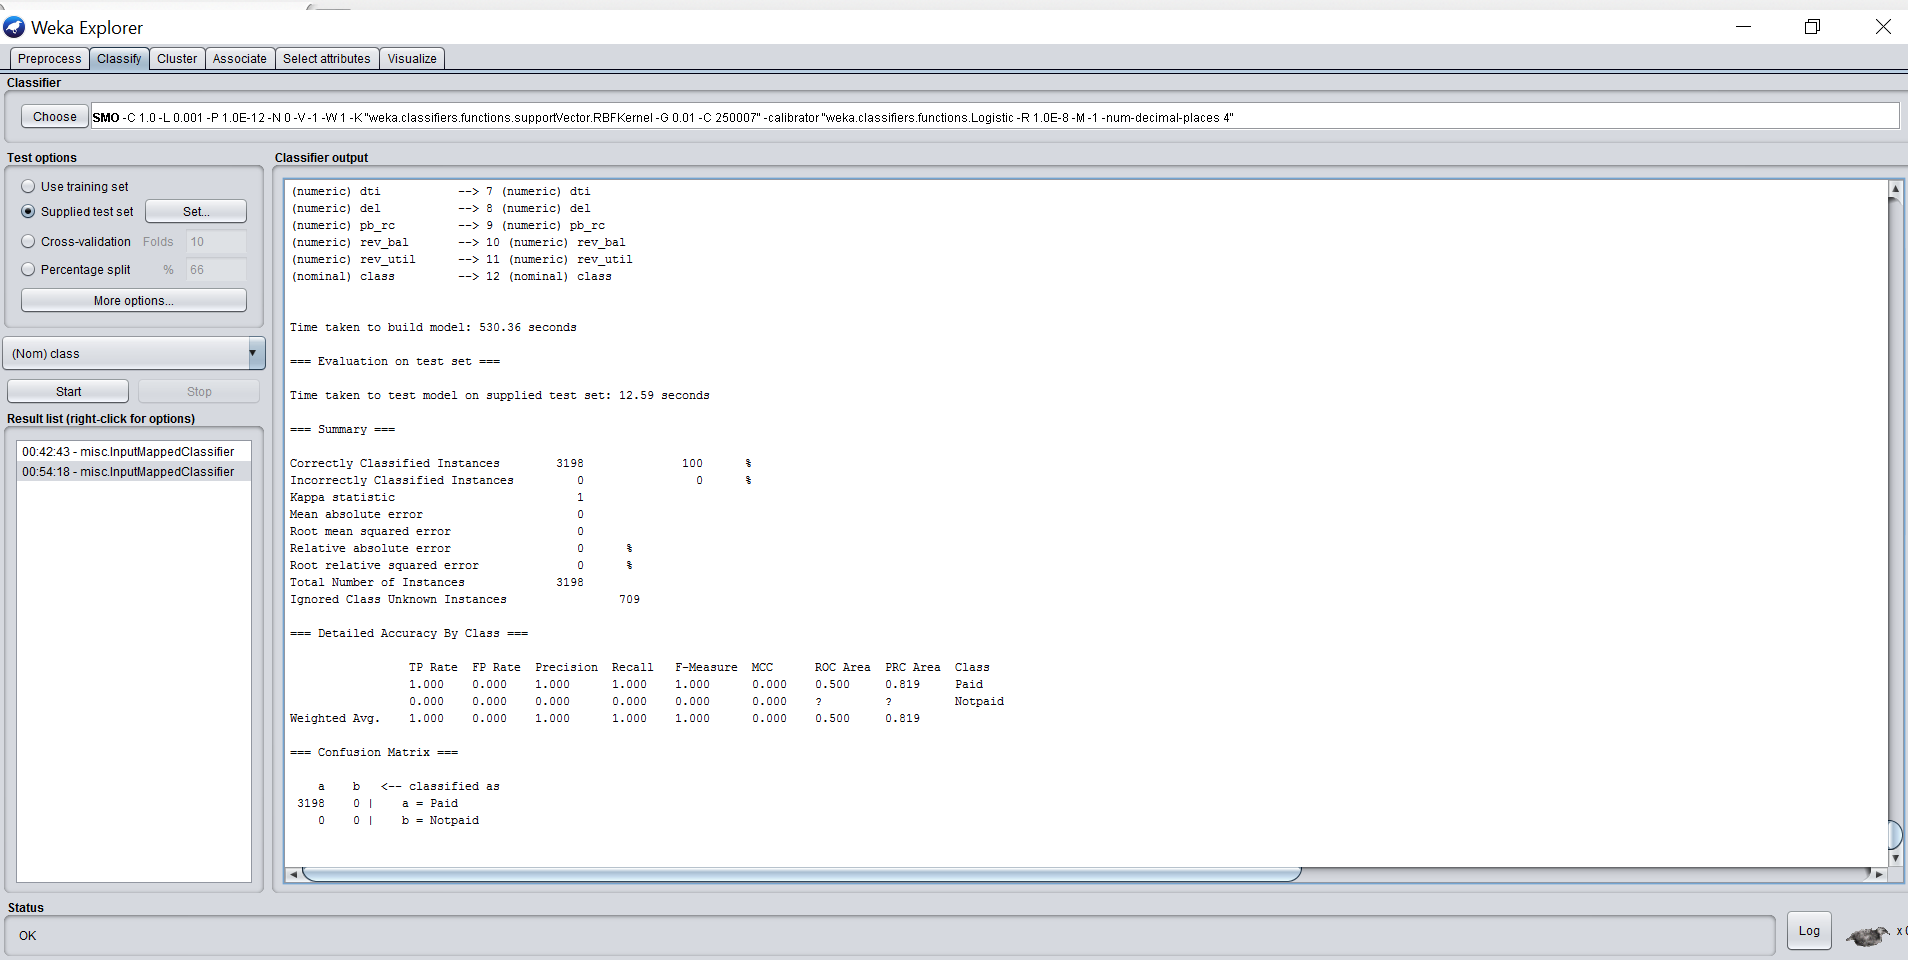 Weka Explorer
Preprocess Classify Cluster Associate Select attributes Visualize
Classifier
Choose SMO -C 1.0 -L 0.001 -P 1.0E-12 -N 0 -V -1 -W 1 -K "weka.classifiers.functions.supportVector.RBFKernel -G 0.01 -C 250007" -calibrator "weka.classifiers.functions.Logistic -R 1.0E-8 -M -1 -num-decimal-places 4"
Test options
Use training set
Supplied test set Set...
Cross-validation Folds 10
Percentage split % 66
More options...
(Nom) class
Start Stop
Result list (right-click for options)
00:42:43 - misc.InputMappedClassifier
00:54:18 - misc.InputMappedClassifier
Classifier output
(numeric) dti --> 7 (numeric) dti
(numeric) del --> 8 (numeric) del
(numeric) pb_rc --> 9 (numeric) pb_rc
(numeric) rev_bal --> 10 (numeric) rev_bal
(numeric) rev_util --> 11 (numeric) rev_util
(nominal) class --> 12 (nominal) class
Time taken to build model: 530.36 seconds
=== Evaluation on test set ===
Time taken to test model on supplied test set: 12.59 seconds
=== Summary ===
Correctly Classified Instances 3198 100 %
Incorrectly Classified Instances 0 0 %
Kappa statistic 1
Mean absolute error 0
Root mean squared error 0
Relative absolute error 0 %
Root relative squared error 0 %
Total Number of Instances 3198
Ignored Class Unknown Instances 709
=== Detailed Accuracy By Class ===
TP Rate FP Rate Precision Recall F-Measure MCC ROC Area PRC Area Class
1.000 0.000 1.000 1.000 1.000 0.000 0.500 0.819 Paid
0.000 0.000 0.000 0.000 0.000 0.000 ? ? Notpaid
Weighted Avg. 1.000 0.000 1.000 1.000 1.000 0.000 0.500 0.819
=== Confusion Matrix ===
a b <-- classified as
3198 0 | a = Paid
0 0 | b = Notpaid
Status
OK
Log
x 0